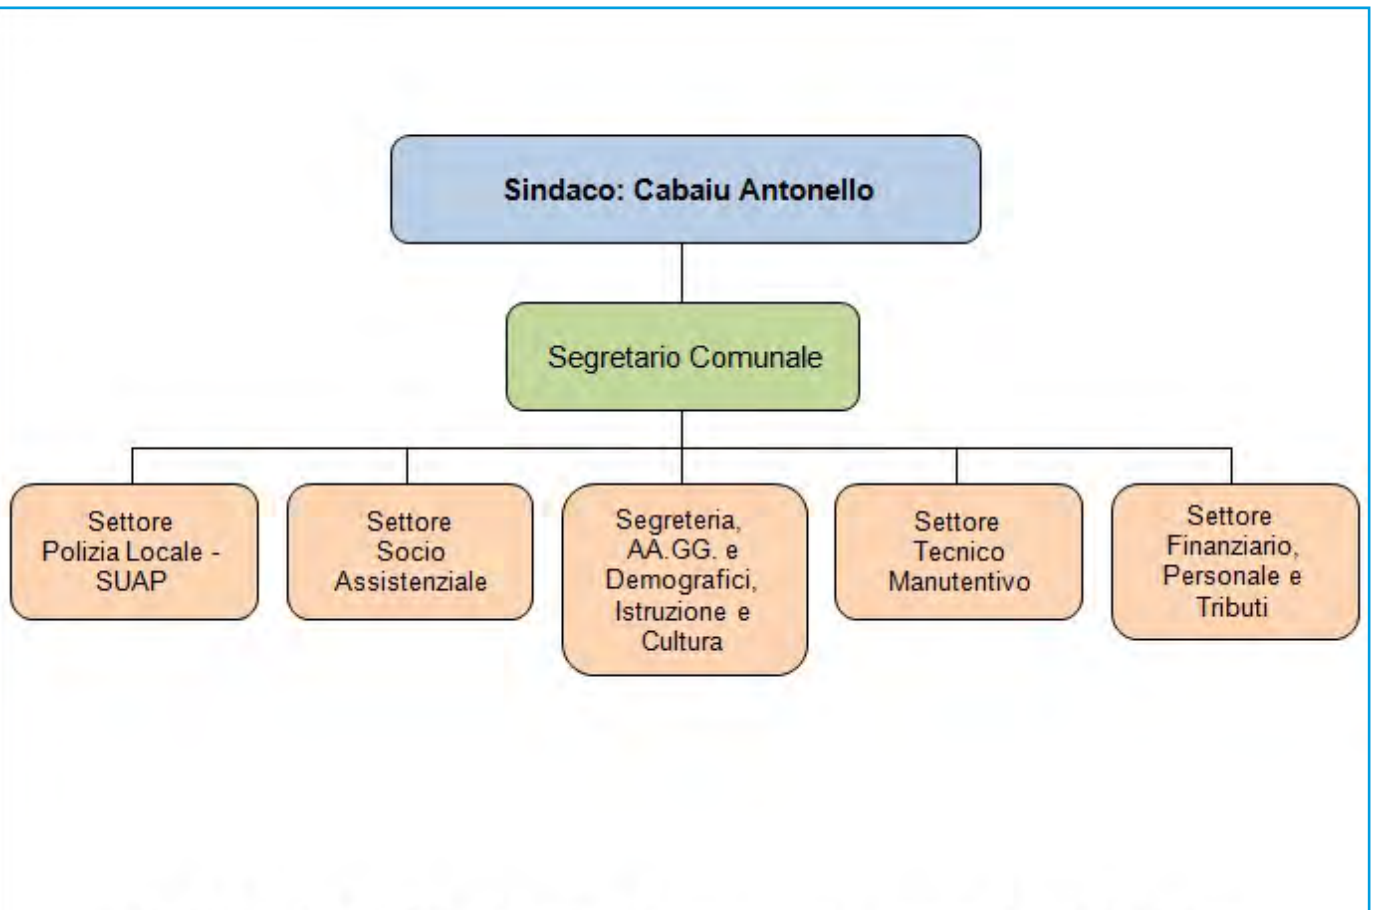 Sindaco: Cabaiu Antonello
Segretario Comunale
Settore
Polizia Locale -
SUAP
Settore
Socio
Assistenziale
Segreteria,
AA.GG. e
Demografici,
Istruzione e
Cultura
Settore
Tecnico
Manutentivo
Settore
Finanziario,
Personale e
Tributi